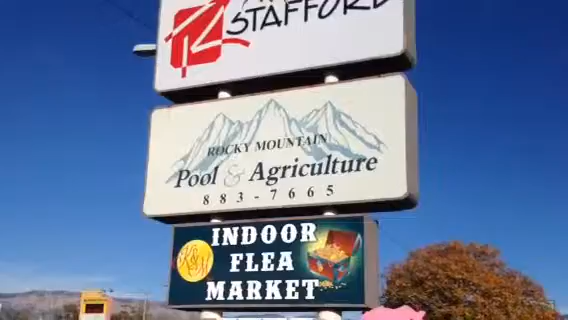 STAFFORD
ROCKY MOUNTAIN
Pool & Agriculture
883-7665
K&M
INDOOR
FLEA
MARKET